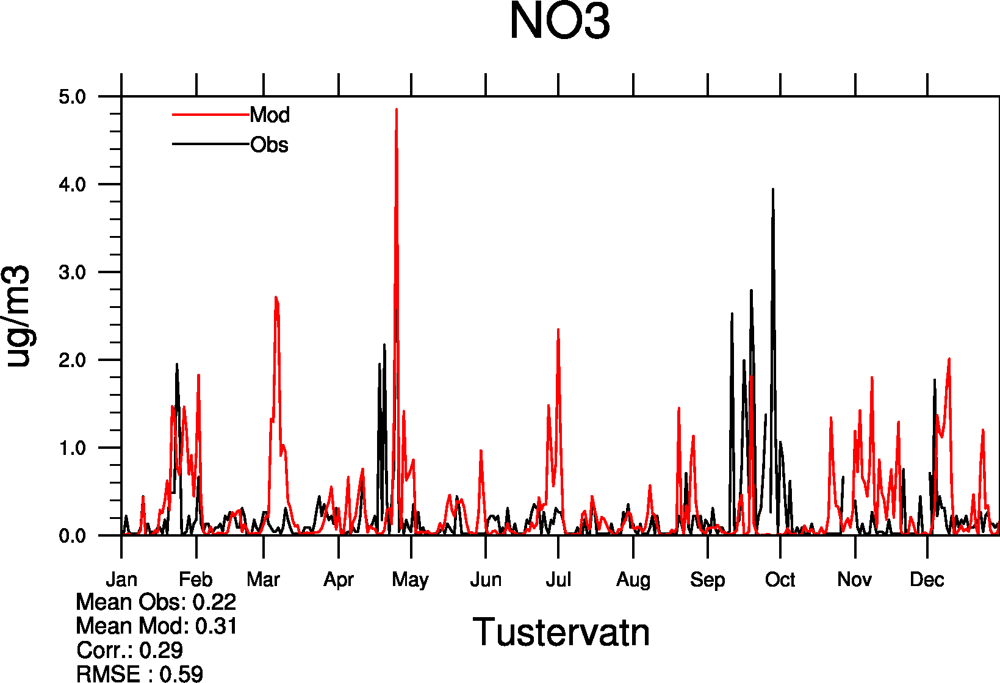 NO3
5.0
Mod
Obs
4.0
3.0
ug/m3
2.0
1.0
0.0
Jan Feb Mar Apr May Jun Jul Aug Sep Oct Nov Dec
Mean Obs: 0.22
Mean Mod: 0.31
Tustervatn
Corr.: 0.29
RMSE : 0.59